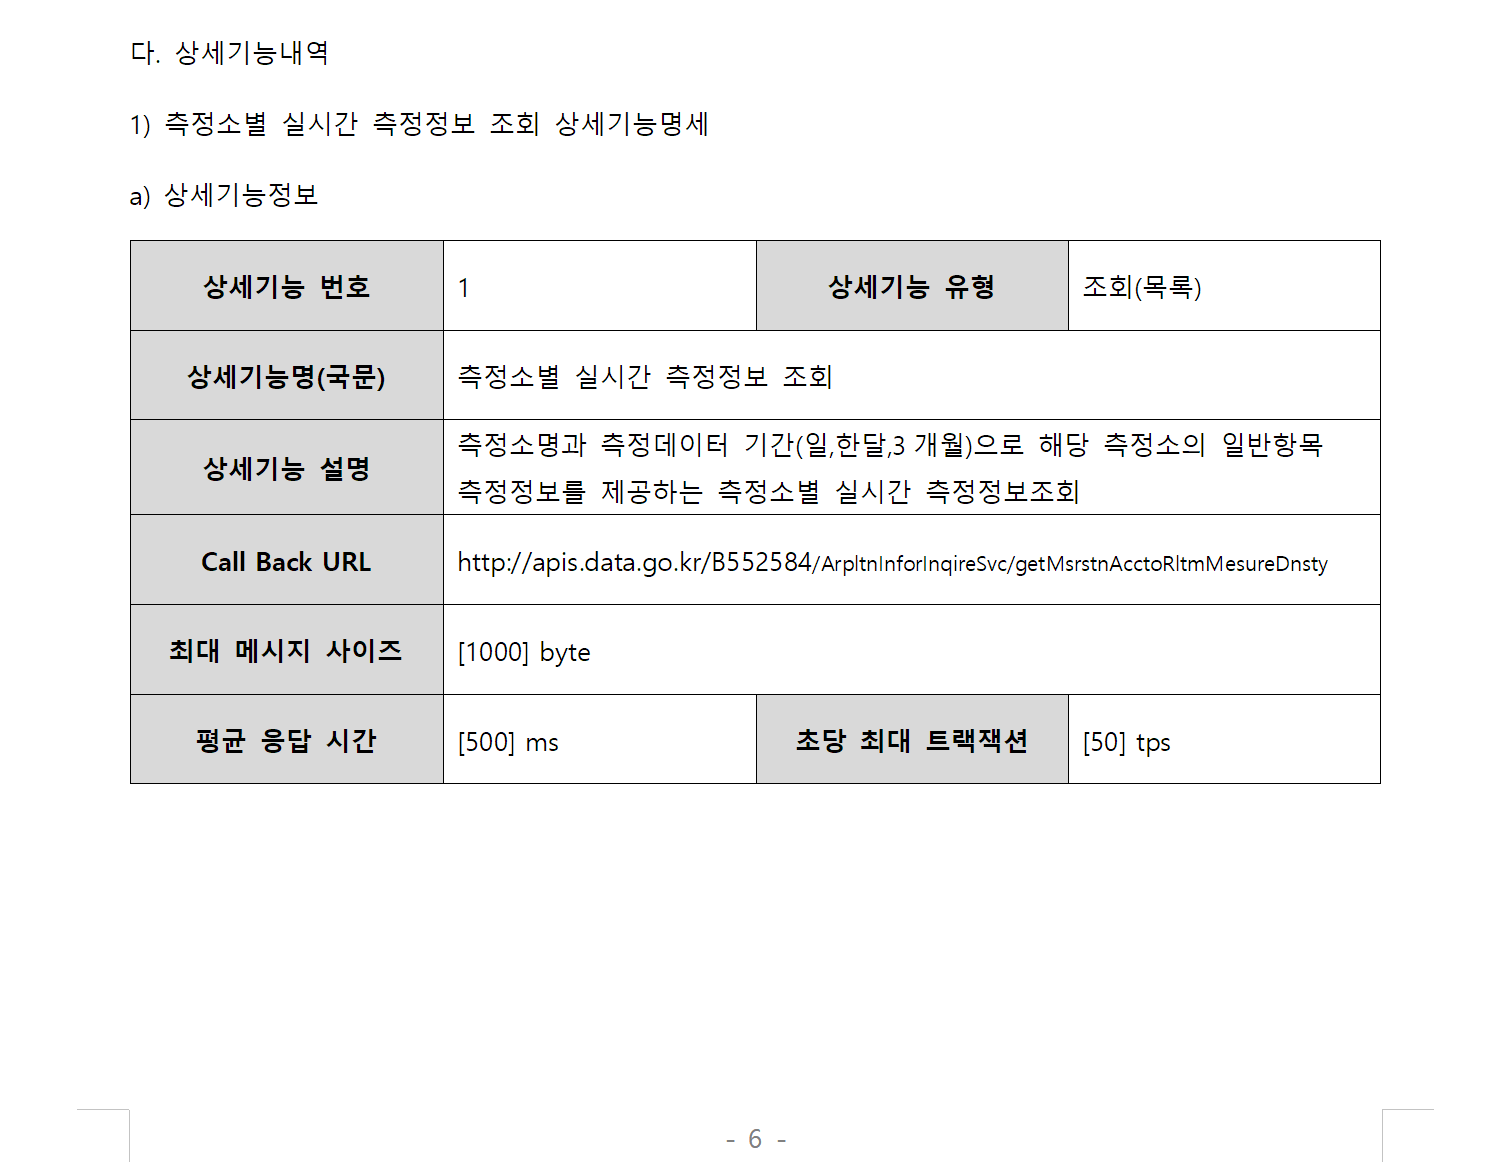 다. 상세기능내역
1) 측정소별 실시간 측정정보 조회 상세기능명세
a) 상세기능정보
상세기능 번호 1 상세기능 유형 조회(목록)
상세기능명(국문) 측정소별 실시간 측정정보 조회
상세기능 설명 측정소명과 측정데이터 기간(일,한달,3개월)으로 해당 측정소의 일반항목
측정정보를 제공하는 측정소별 실시간 측정정보조회
Call Back URL http://apis.data.go.kr/B552584/ArpltnInforInqireSvc/getMsrstnAcctoRltmMesureDnsty
최대 메시지 사이즈 [1000] byte
평균 응답 시간 [500] ms 초당 최대 트랙잭션 [50] tps
- 6 -